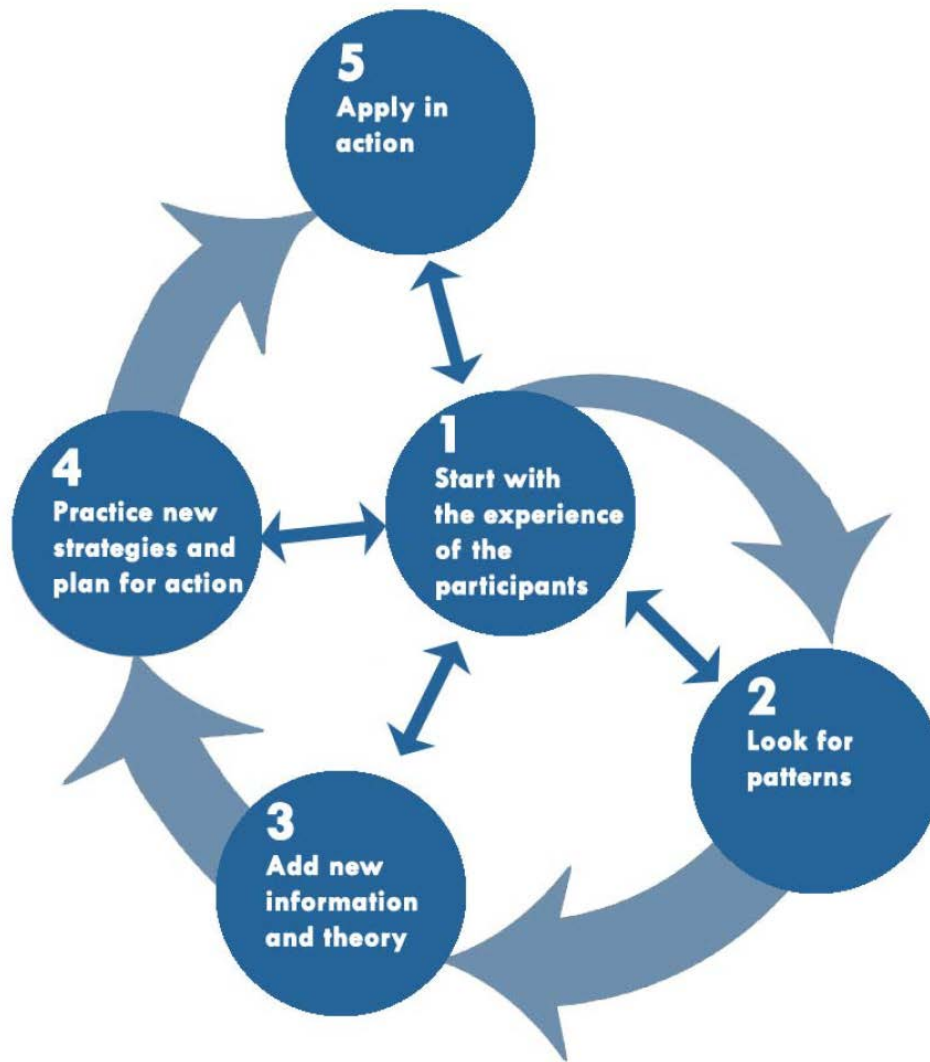 1
Start with
the experience
of the
participants
2
Look for
patterns
3
Add new
information
and theory
4
Practice new
strategies and
plan for action
5
Apply in
action